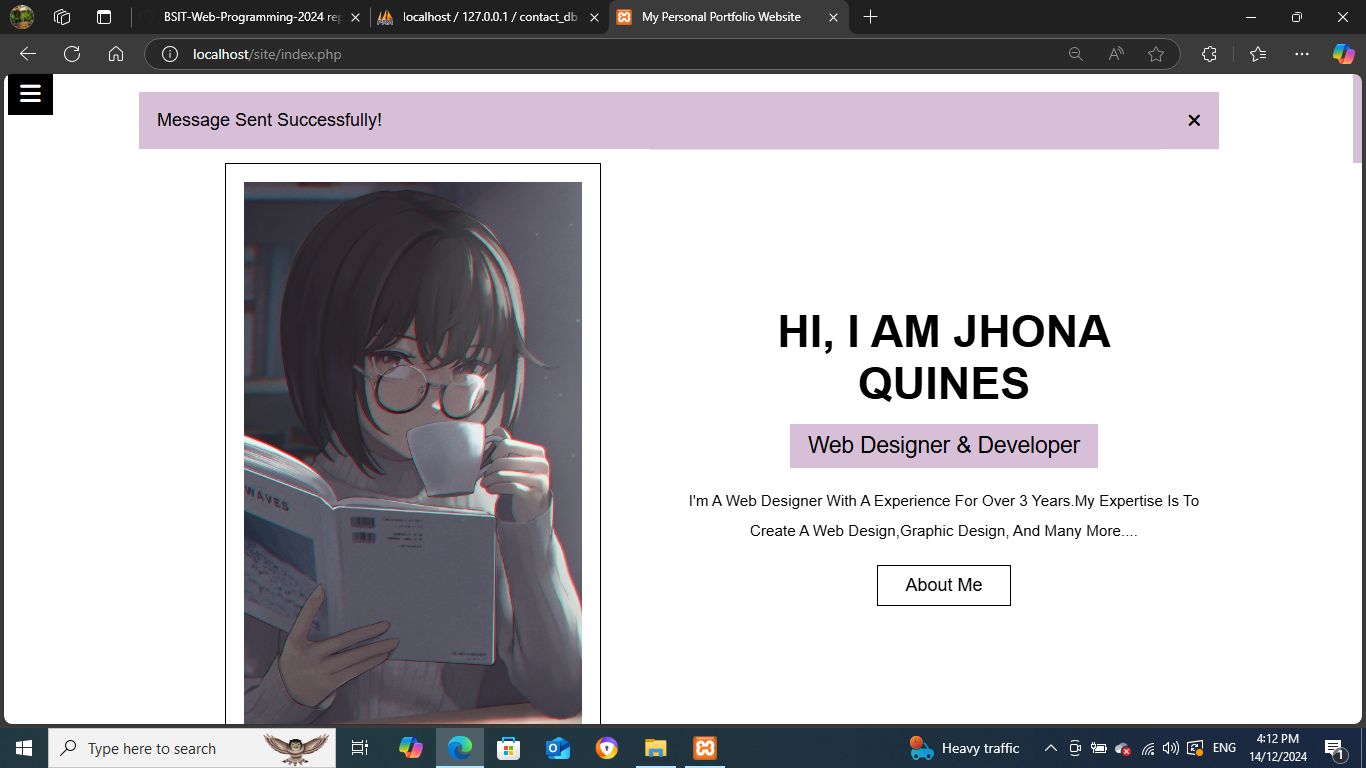 BSIT-Web-Programming-2024 rep
localhost / 127.0.0.1 / contact_db
My Personal Portfolio Website
localhost/site/index.php
Message Sent Successfully!
WAVES
HI, I AM JHONA
QUINES
Web Designer & Developer
I'm A Web Designer With A Experience For Over 3 Years.My Expertise Is To
Create A Web Design,Graphic Design, And Many More....
About Me
Type here to search
Heavy traffic
ENG
4:12 PM
14/12/2024
1